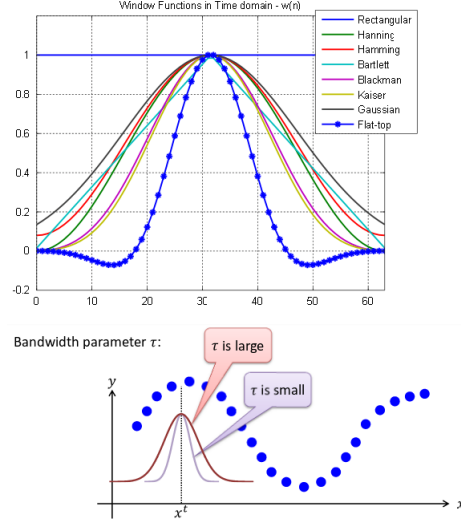 Window Functions in Time domain - w(n)
Rectangular
Hanning
Hamming
Bartlett
Blackman
Kaiser
Gaussian
Flat-top
1
0.8
0.6
0.4
0.2
0
-0.2
0 10 20 30 40 50 60
Bandwidth parameter τ:
τ is large
y
τ is small
x^t
x